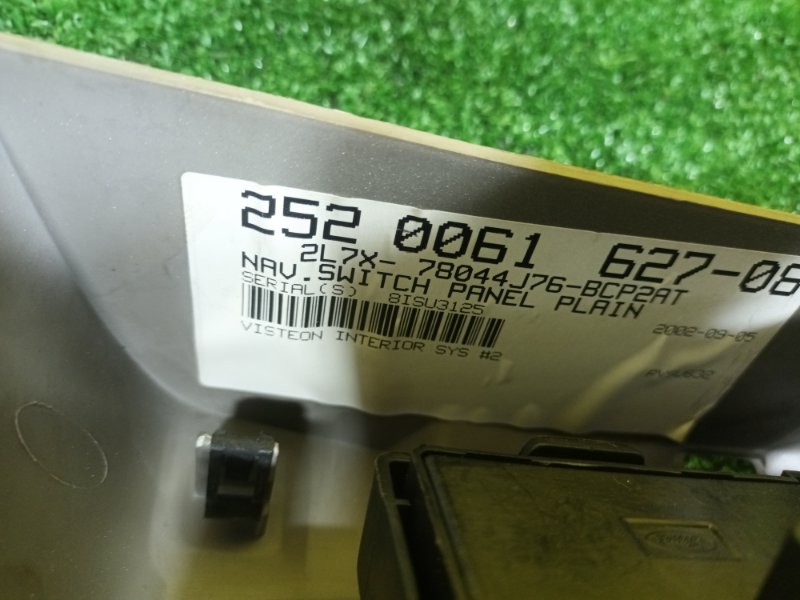 252 0061 627-08
2L7X- 78044J76-BCP2AT
NAV.SWITCH PANEL PLAIN
SERIAL(S) 8ISU3125
2002-09-05
VISTEON INTERIOR SYS #2